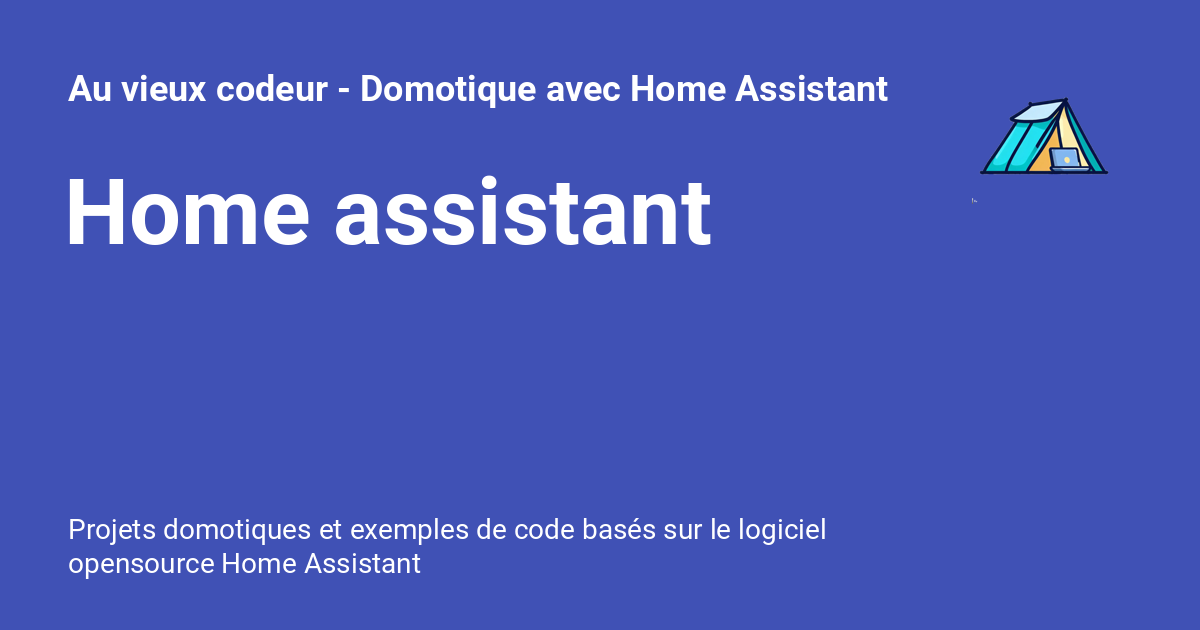 Au vieux codeur - Domotique avec Home Assistant
Home assistant
Projets domotiques et exemples de code basés sur le logiciel
opensource Home Assistant